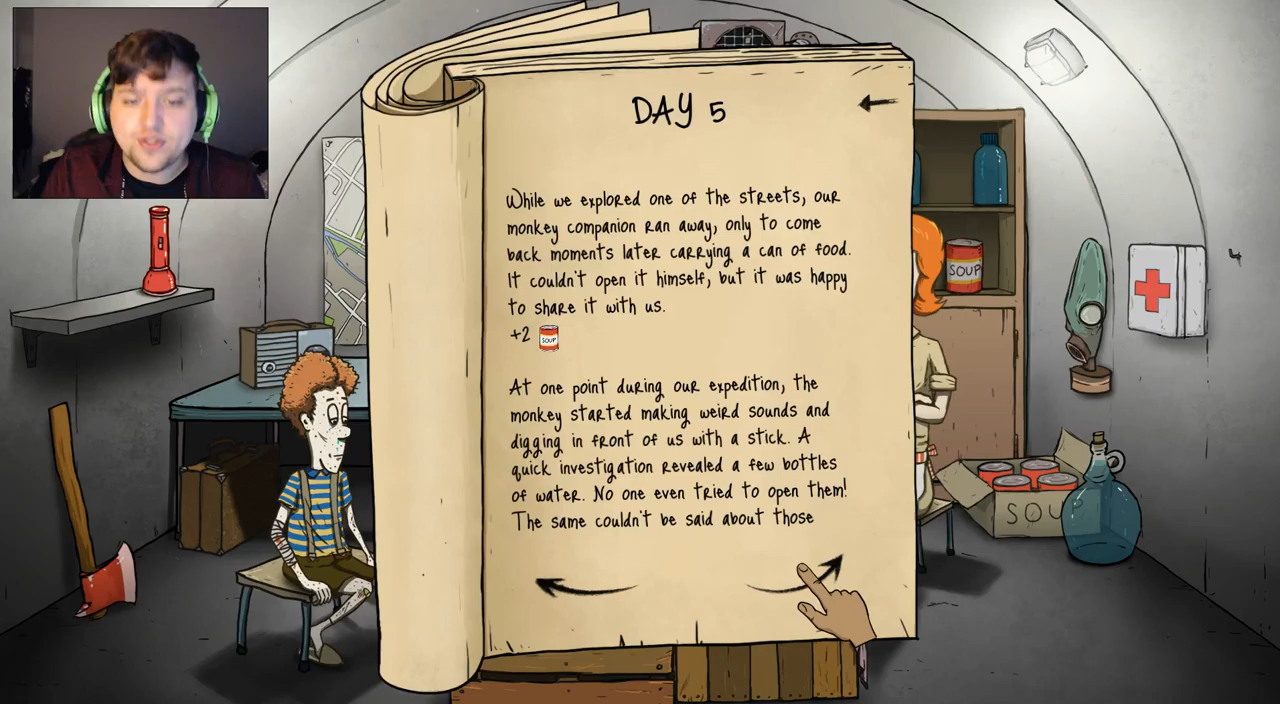 DAY 5
While we explored one of the streets, our
monkey companion ran away, only to come
back moments later carrying a can of food.
It couldn't open it himself, but it was happy
to share it with us.
+2 SOUP
At one point during our expedition, the
monkey started making weird sounds and
digging in front of us with a stick. A
quick investigation revealed a few bottles
of water. No one even tried to open them!
The same couldn't be said about those
SOUP
SOU